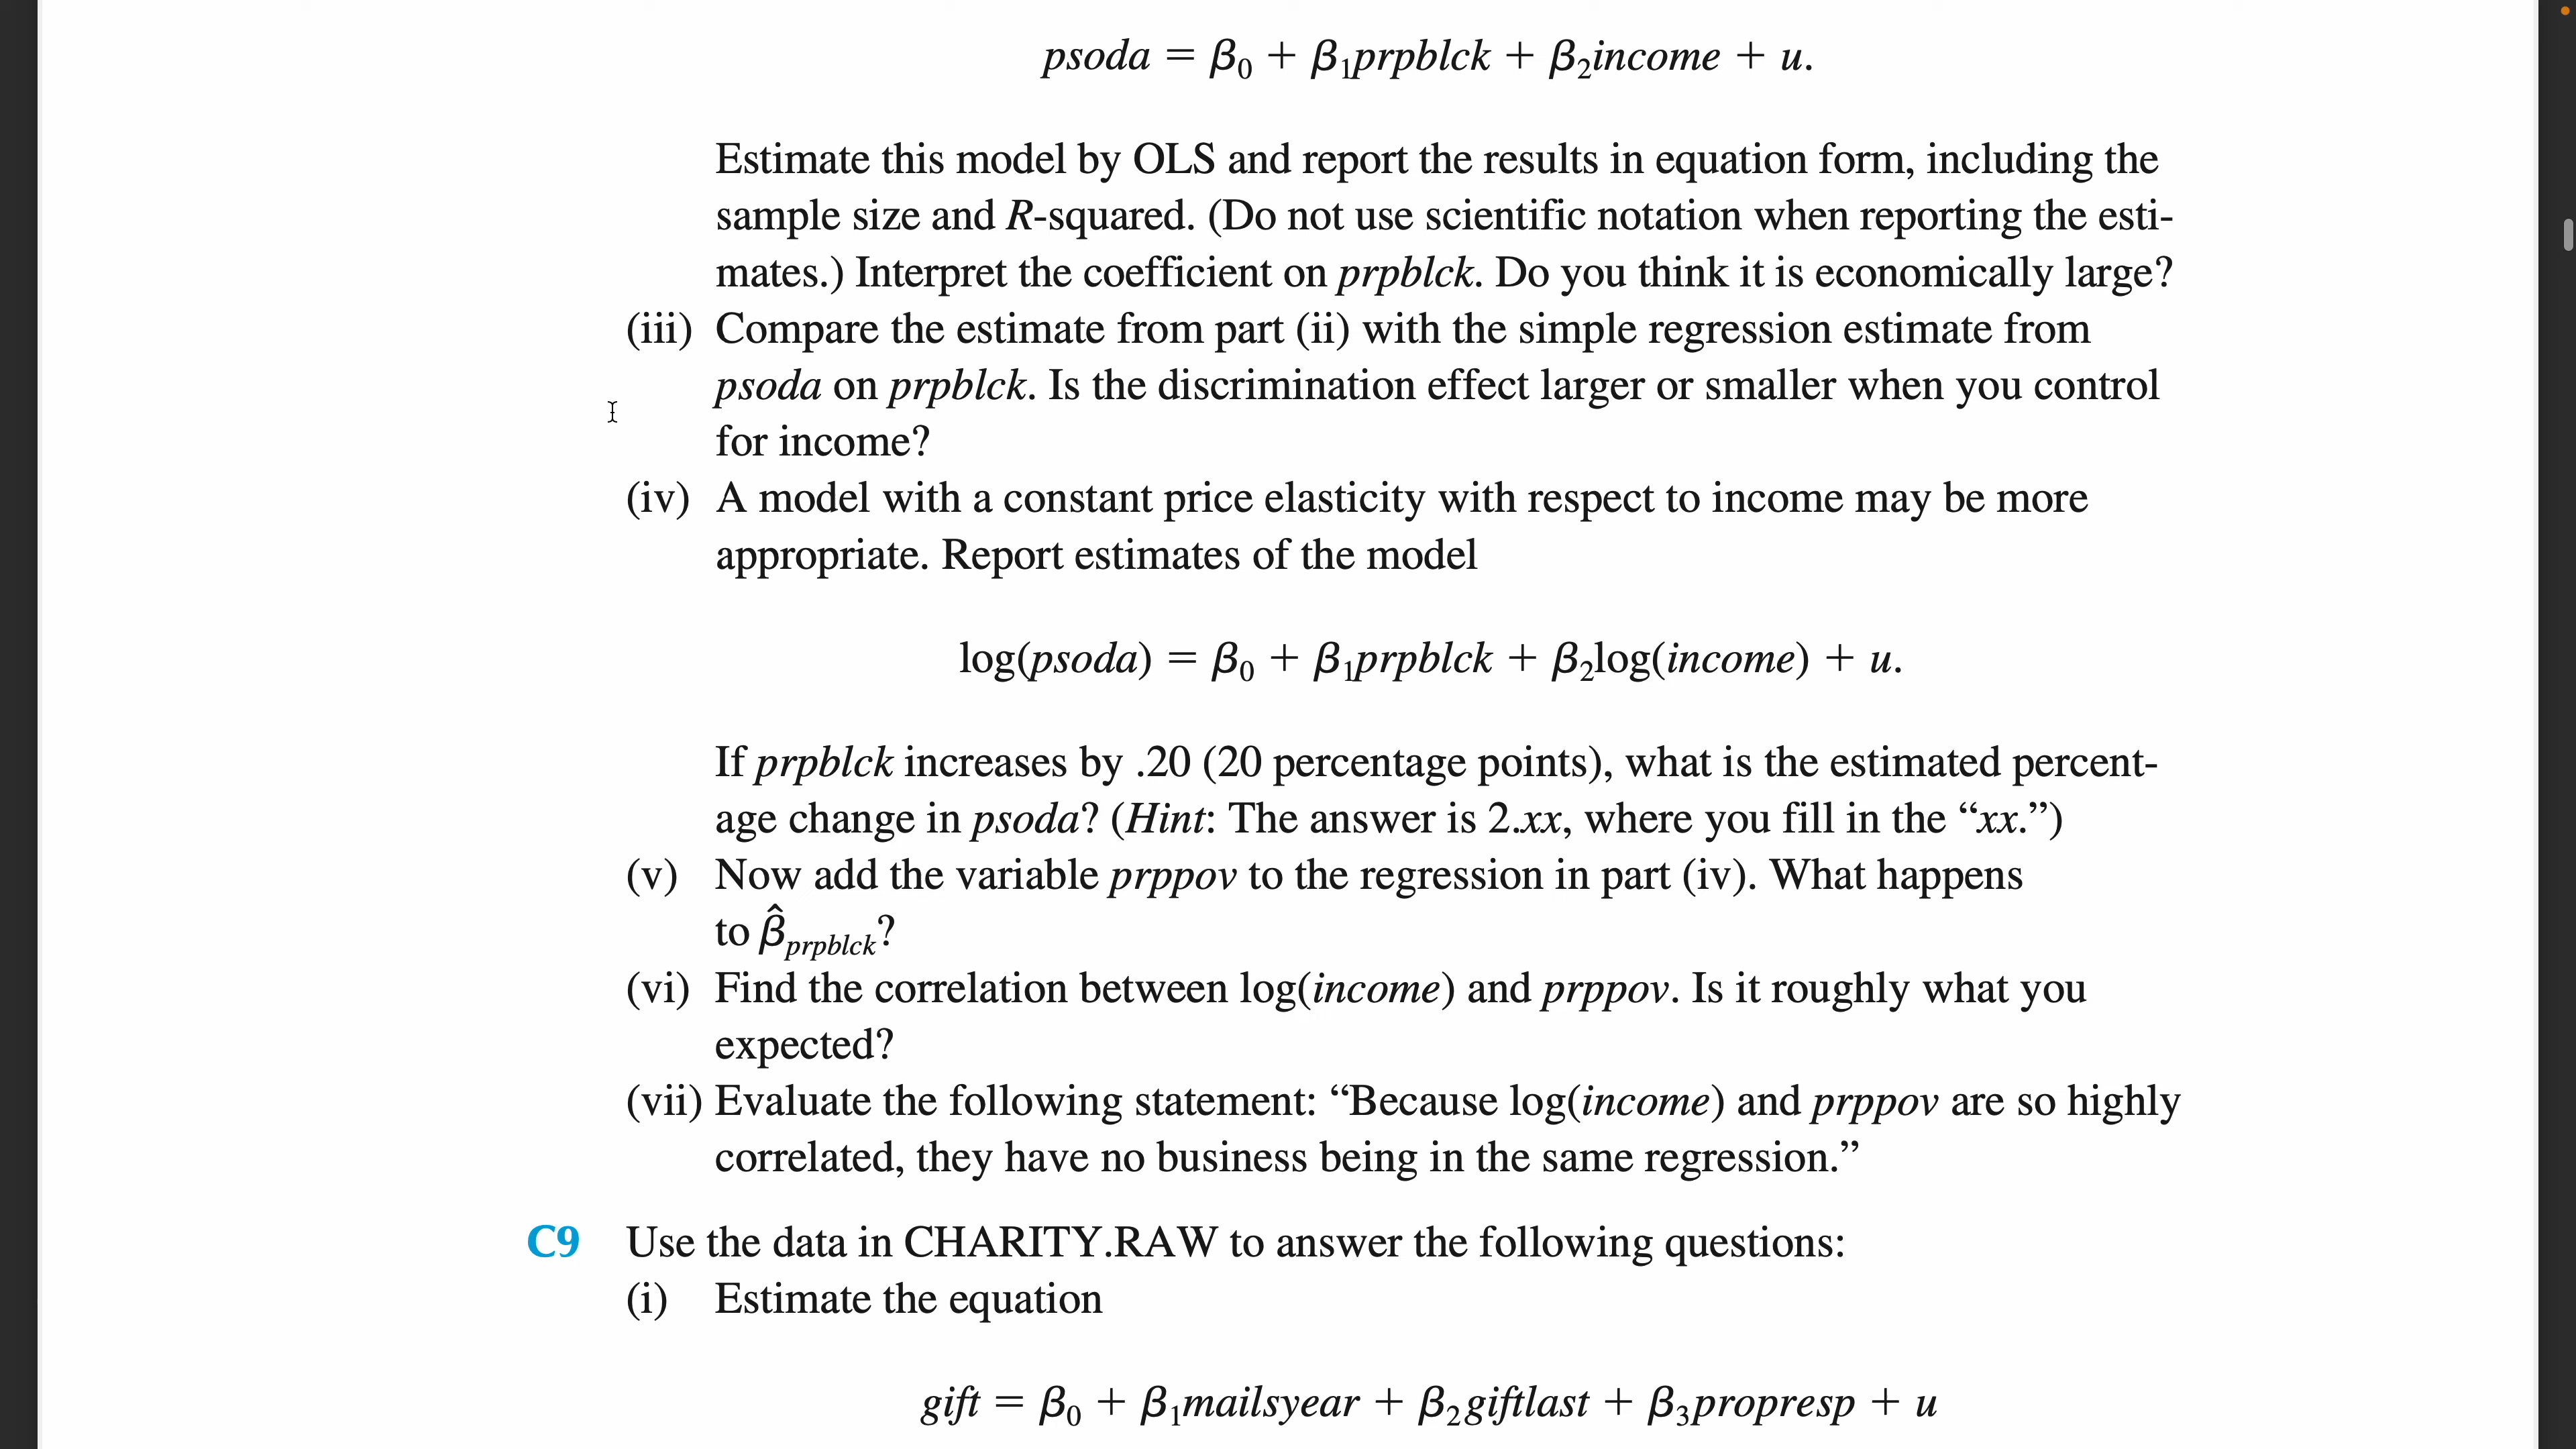 psoda = β₀ + β₁prpblck + β₂income + u.
Estimate this model by OLS and report the results in equation form, including the
sample size and R-squared. (Do not use scientific notation when reporting the esti-
mates.) Interpret the coefficient on prpblck. Do you think it is economically large?
(iii) Compare the estimate from part (ii) with the simple regression estimate from
psoda on prpblck. Is the discrimination effect larger or smaller when you control
for income?
(iv) A model with a constant price elasticity with respect to income may be more
appropriate. Report estimates of the model
log(psoda) = β₀ + β₁prpblck + β₂log(income) + u.
If prpblck increases by .20 (20 percentage points), what is the estimated percent-
age change in psoda? (Hint: The answer is 2.xx, where you fill in the “xx.”)
(v) Now add the variable prppov to the regression in part (iv). What happens
to β̂prpblck?
(vi) Find the correlation between log(income) and prppov. Is it roughly what you
expected?
(vii) Evaluate the following statement: “Because log(income) and prppov are so highly
correlated, they have no business being in the same regression.”
C9 Use the data in CHARITY.RAW to answer the following questions:
(i) Estimate the equation
gift = β₀ + β₁mailsyear + β₂giftlast + β₃propresp + u